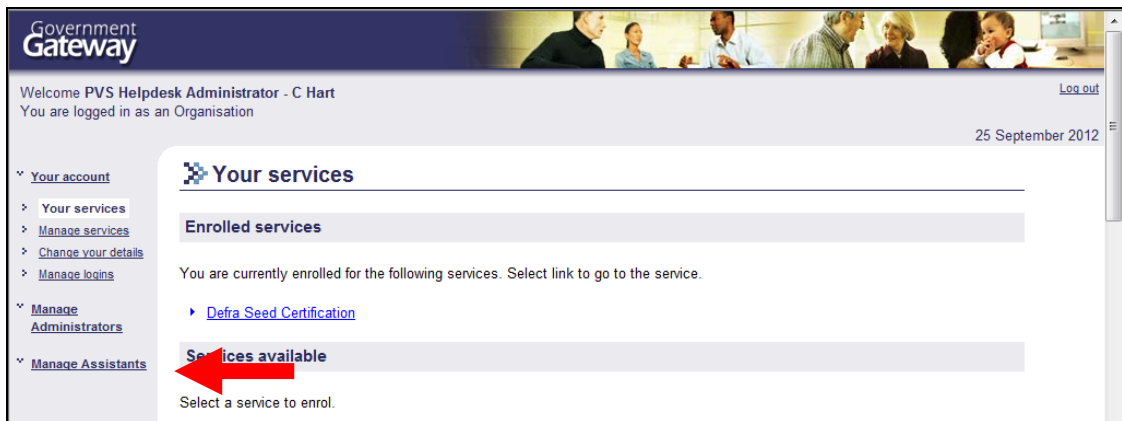 Government
Gateway
Welcome PVS Helpdesk Administrator - C Hart
Log out
You are logged in as an Organisation
25 September 2012
Your account
Your services
Manage services
Change your details
Manage logins
Manage
Administrators
Manage Assistants
Your services
Enrolled services
You are currently enrolled for the following services. Select link to go to the service.
Defra Seed Certification
Services available
Select a service to enrol.